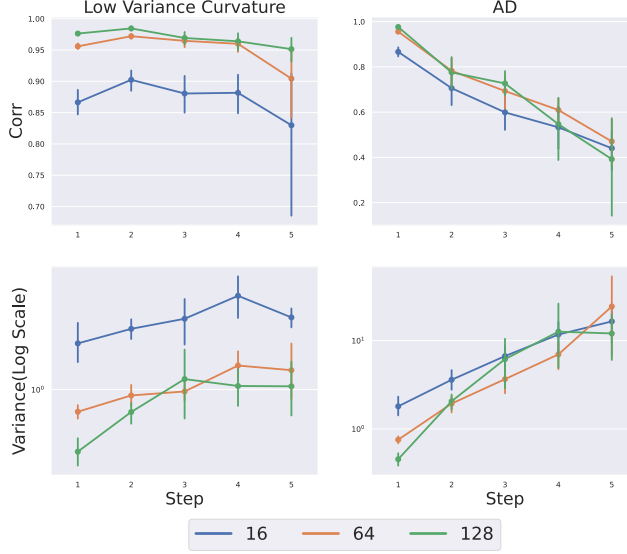 Low Variance Curvature
AD
Corr
1.00
0.95
0.90
0.85
0.80
0.75
0.70
1 2 3 4 5
1.0
0.8
0.6
0.4
0.2
1 2 3 4 5
Variance(Log Scale)
10⁰
1 2 3 4 5
Step
10¹
10⁰
1 2 3 4 5
Step
16 64 128